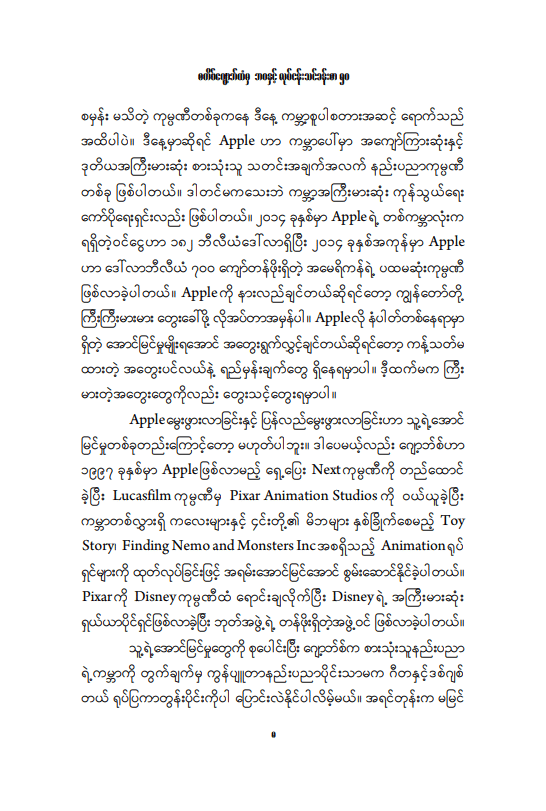 စတိဗ်ဂျော့ဘ်ထံမှ ဘဝနှင့် လုပ်ငန်းသင်ခန်းစာ ၅၀
စမှန်း မသိတဲ့ ကုမ္ပဏီတစ်ခုကနေ ဒီနေ့ ကမ္ဘာ့စူပါစတားအဆင့် ရောက်သည်
အထိပါပဲ။ ဒီနေ့မှာဆိုရင် Apple ဟာ ကမ္ဘာပေါ်မှာ အကျော်ကြားဆုံးနှင့်
ဒုတိယအကြီးမားဆုံး စားသုံးသူ သတင်းအချက်အလက် နည်းပညာကုမ္ပဏီ
တစ်ခု ဖြစ်ပါတယ်။ ဒါတင်မကသေးဘဲ ကမ္ဘာ့အကြီးမားဆုံး ကုန်သွယ်ရေး
ကော်ပိုရေးရှင်းလည်း ဖြစ်ပါတယ်။ ၂၀၁၄ ခုနှစ်မှာ Apple ရဲ့ တစ်ကမ္ဘာလုံးက
ရရှိတဲ့ဝင်ငွေဟာ ၁၈၂ ဘီလီယံဒေါ်လာရှိပြီး ၂၀၁၄ ခုနှစ်အကုန်မှာ Apple
ဟာ ဒေါ်လာဘီလီယံ ၇၀၀ ကျော်တန်ဖိုးရှိတဲ့ အမေရိကန်ရဲ့ ပထမဆုံးကုမ္ပဏီ
ဖြစ်လာခဲ့ပါတယ်။ Apple ကို နားလည်ချင်တယ်ဆိုရင်တော့ ကျွန်တော်တို့
ကြီးကြီးမားမား တွေးခေါ်ဖို့ လိုအပ်တာအမှန်ပါ။ Apple လို နံပါတ်တစ်နေရာမှာ
ရှိတဲ့ အောင်မြင်မှုမျိုးရအောင် အတွေးရွက်လွှင့်ချင်တယ်ဆိုရင်တော့ ကန့်သတ်မ
ထားတဲ့ အတွေးပင်လယ်နဲ့ ရည်မှန်းချက်တွေ ရှိနေရမှာပါ။ ဒီ့ထက်မက ကြီး
မားတဲ့အတွေးတွေကိုလည်း တွေးသင့်တွေးရမှာပါ။
Apple မွေးဖွားလာခြင်းနှင့် ပြန်လည်မွေးဖွားလာခြင်းဟာ သူ့ရဲ့အောင်
မြင်မှုတစ်ခုတည်းကြောင့်တော့ မဟုတ်ပါဘူး။ ဒါပေမယ့်လည်း ဂျော့ဘ်စ်ဟာ
၁၉၉၇ ခုနှစ်မှာ Apple ဖြစ်လာမည့် ရှေ့ပြေး Next ကုမ္ပဏီကို တည်ထောင်
ခဲ့ပြီး Lucasfilm ကုမ္ပဏီမှ Pixar Animation Studios ကို ဝယ်ယူခဲ့ပြီး
ကမ္ဘာတစ်လွှားရှိ ကလေးများနှင့် ၎င်းတို့၏ မိဘများ နှစ်ခြိုက်စေမည့် Toy
Story၊ Finding Nemo and Monsters Inc အစရှိသည့် Animation ရုပ်
ရှင်များကို ထုတ်လုပ်ခြင်းဖြင့် အရမ်းအောင်မြင်အောင် စွမ်းဆောင်နိုင်ခဲ့ပါတယ်။
Pixar ကို Disney ကုမ္ပဏီထံ ရောင်းချလိုက်ပြီး Disney ရဲ့ အကြီးမားဆုံး
ရှယ်ယာပိုင်ရှင်ဖြစ်လာခဲ့ပြီး ဘုတ်အဖွဲ့ရဲ့ တန်ဖိုးရှိတဲ့အဖွဲ့ဝင် ဖြစ်လာခဲ့ပါတယ်။
သူ့ရဲ့အောင်မြင်မှုတွေကို စုပေါင်းပြီး ဂျော့ဘ်စ်က စားသုံးသူနည်းပညာ
ရဲ့ကမ္ဘာကို တွက်ချက်မှု ကွန်ပျူတာနည်းပညာပိုင်းသာမက ဂီတနှင့်ဒစ်ဂျစ်
တယ် ရုပ်ပြကာတွန်းပိုင်းကိုပါ ပြောင်းလဲနိုင်ပါလိမ့်မယ်။ အရင်တုန်းက မမြင်